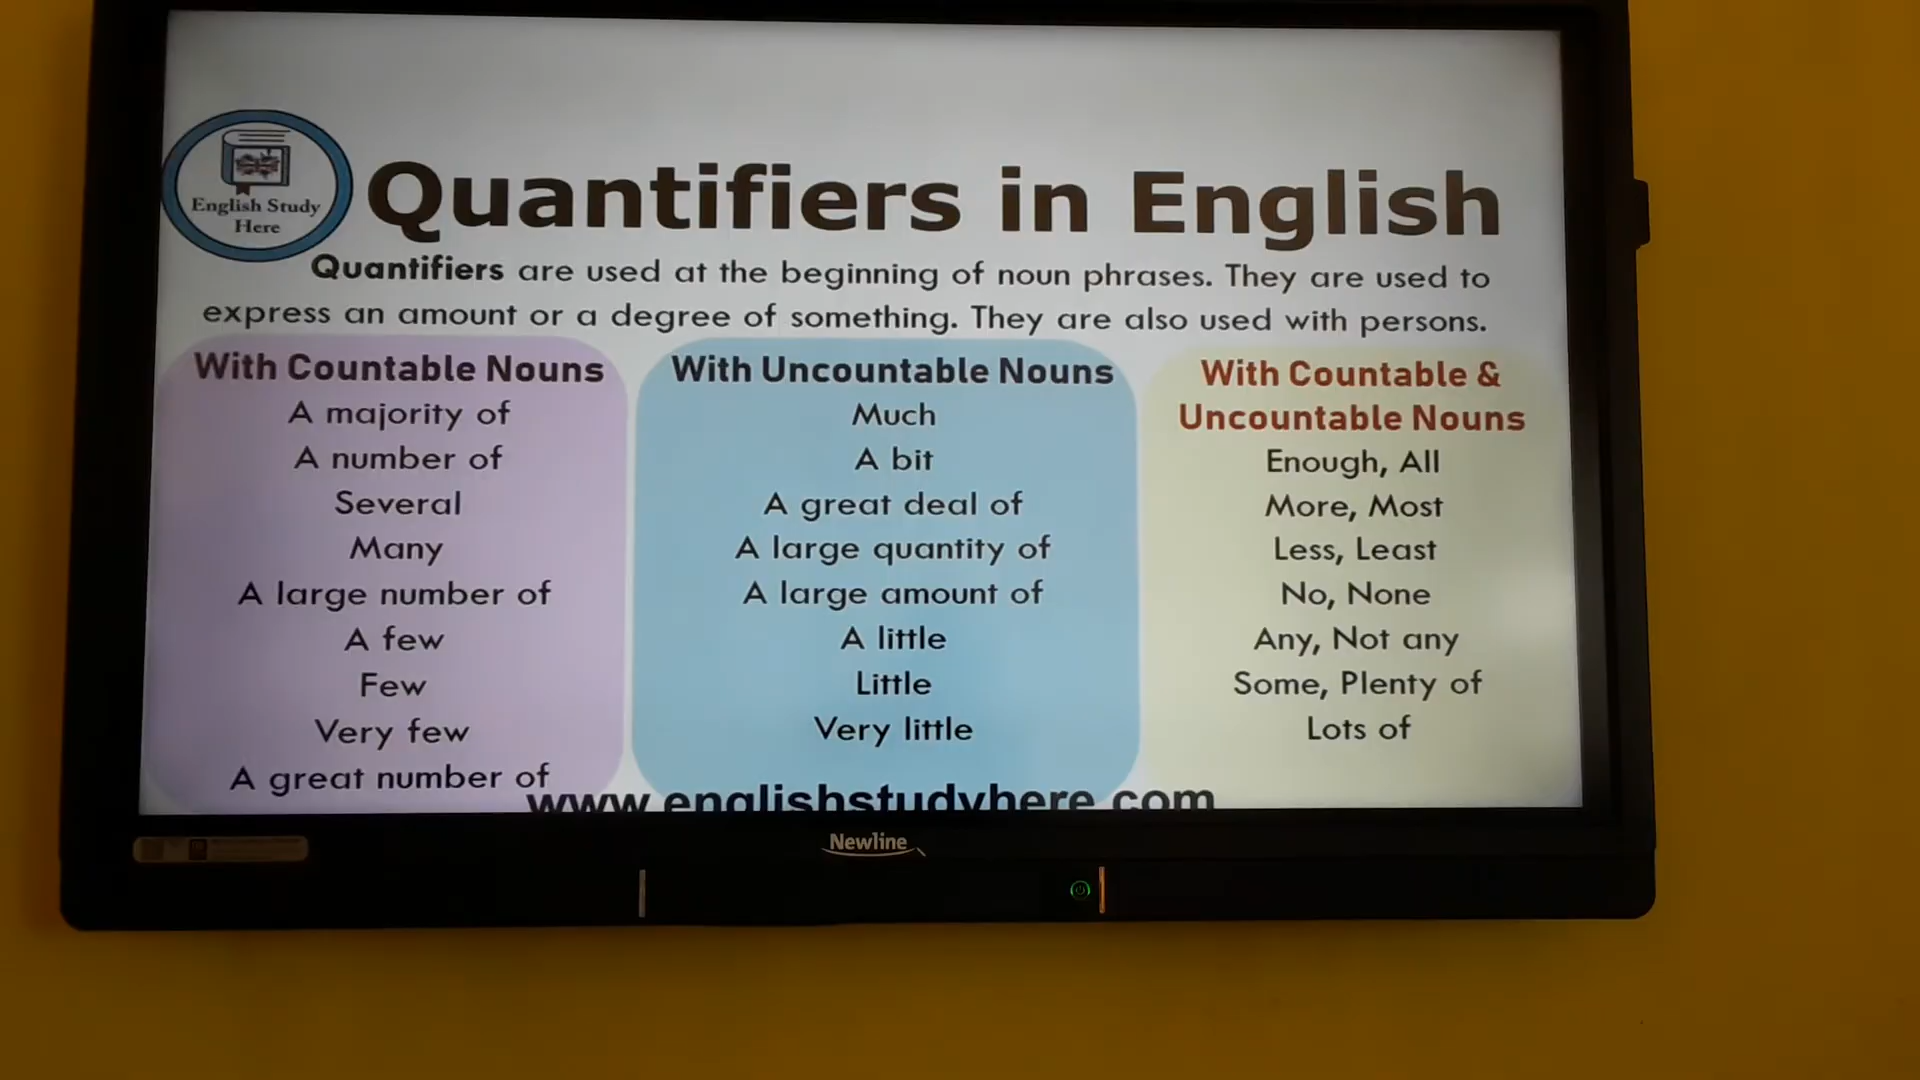 English Study
Here
Quantifiers in English
Quantifiers are used at the beginning of noun phrases. They are used to
express an amount or a degree of something. They are also used with persons.
With Countable Nouns
A majority of
A number of
Several
Many
A large number of
A few
Few
Very few
A great number of
With Uncountable Nouns
Much
A bit
A great deal of
A large quantity of
A large amount of
A little
Little
Very little
With Countable &
Uncountable Nouns
Enough, All
More, Most
Less, Least
No, None
Any, Not any
Some, Plenty of
Lots of
www.englishstudyhere.com
Newline